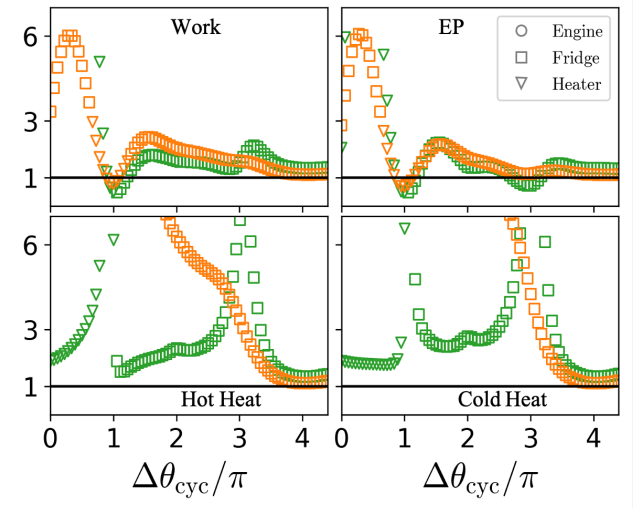 Work
EP
Engine
Fridge
Heater
6
3
1
6
3
1
Hot Heat
Cold Heat
0 1 2 3 4
0 1 2 3 4
Δθcyc/π
Δθcyc/π